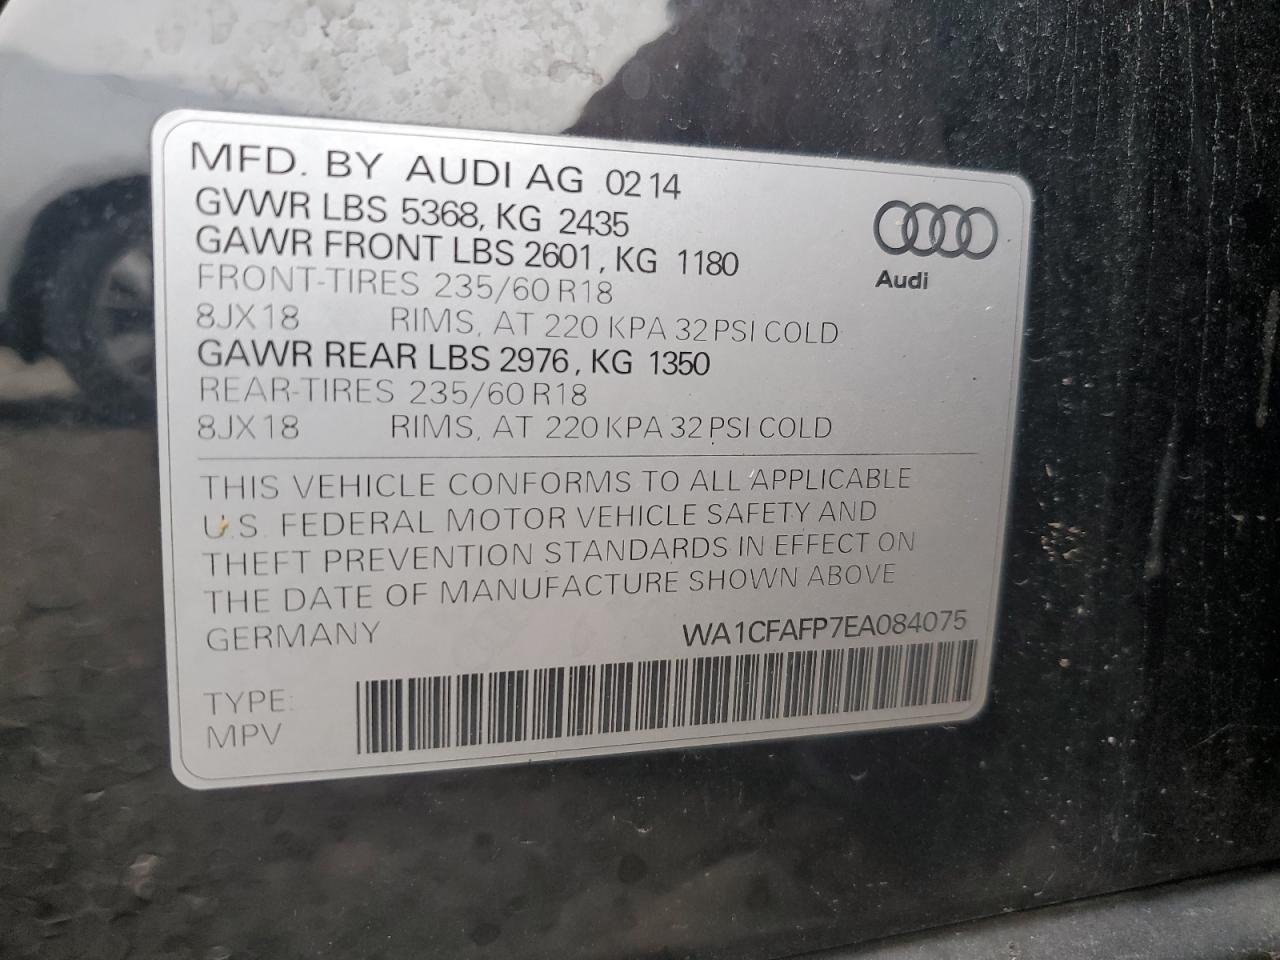 MFD. BY AUDI AG 0214
GVWR LBS 5368, KG 2435
GAWR FRONT LBS 2601, KG 1180
FRONT-TIRES 235/60 R18
8JX18 RIMS, AT 220 KPA 32 PSI COLD
GAWR REAR LBS 2976, KG 1350
REAR-TIRES 235/60 R18
8JX18 RIMS, AT 220 KPA 32 PSI COLD
Audi
THIS VEHICLE CONFORMS TO ALL APPLICABLE
U.S. FEDERAL MOTOR VEHICLE SAFETY AND
THEFT PREVENTION STANDARDS IN EFFECT ON
THE DATE OF MANUFACTURE SHOWN ABOVE
GERMANY WA1CFAFP7EA084075
TYPE:
MPV